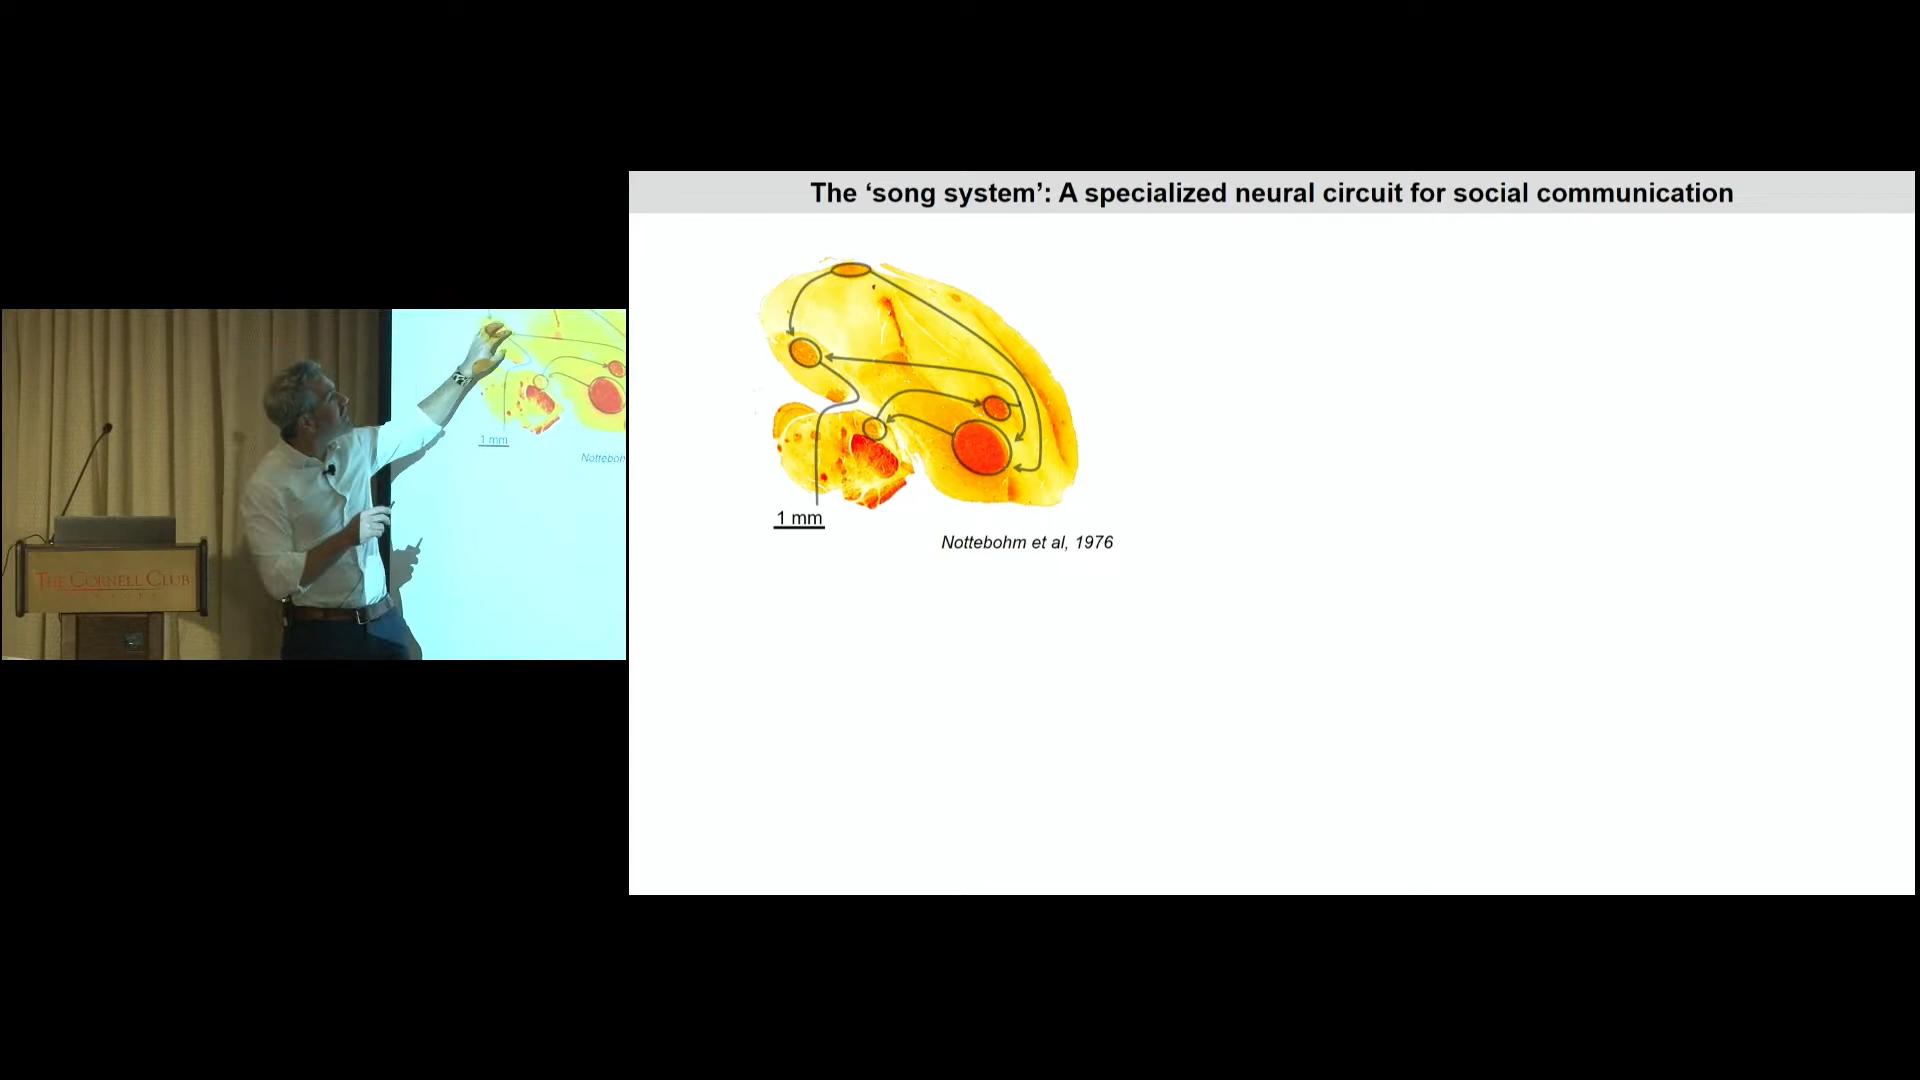 The ‘song system’: A specialized neural circuit for social communication
1 mm
Nottebohm et al, 1976
1 mm
Notteboh
THE CORNELL CLUB